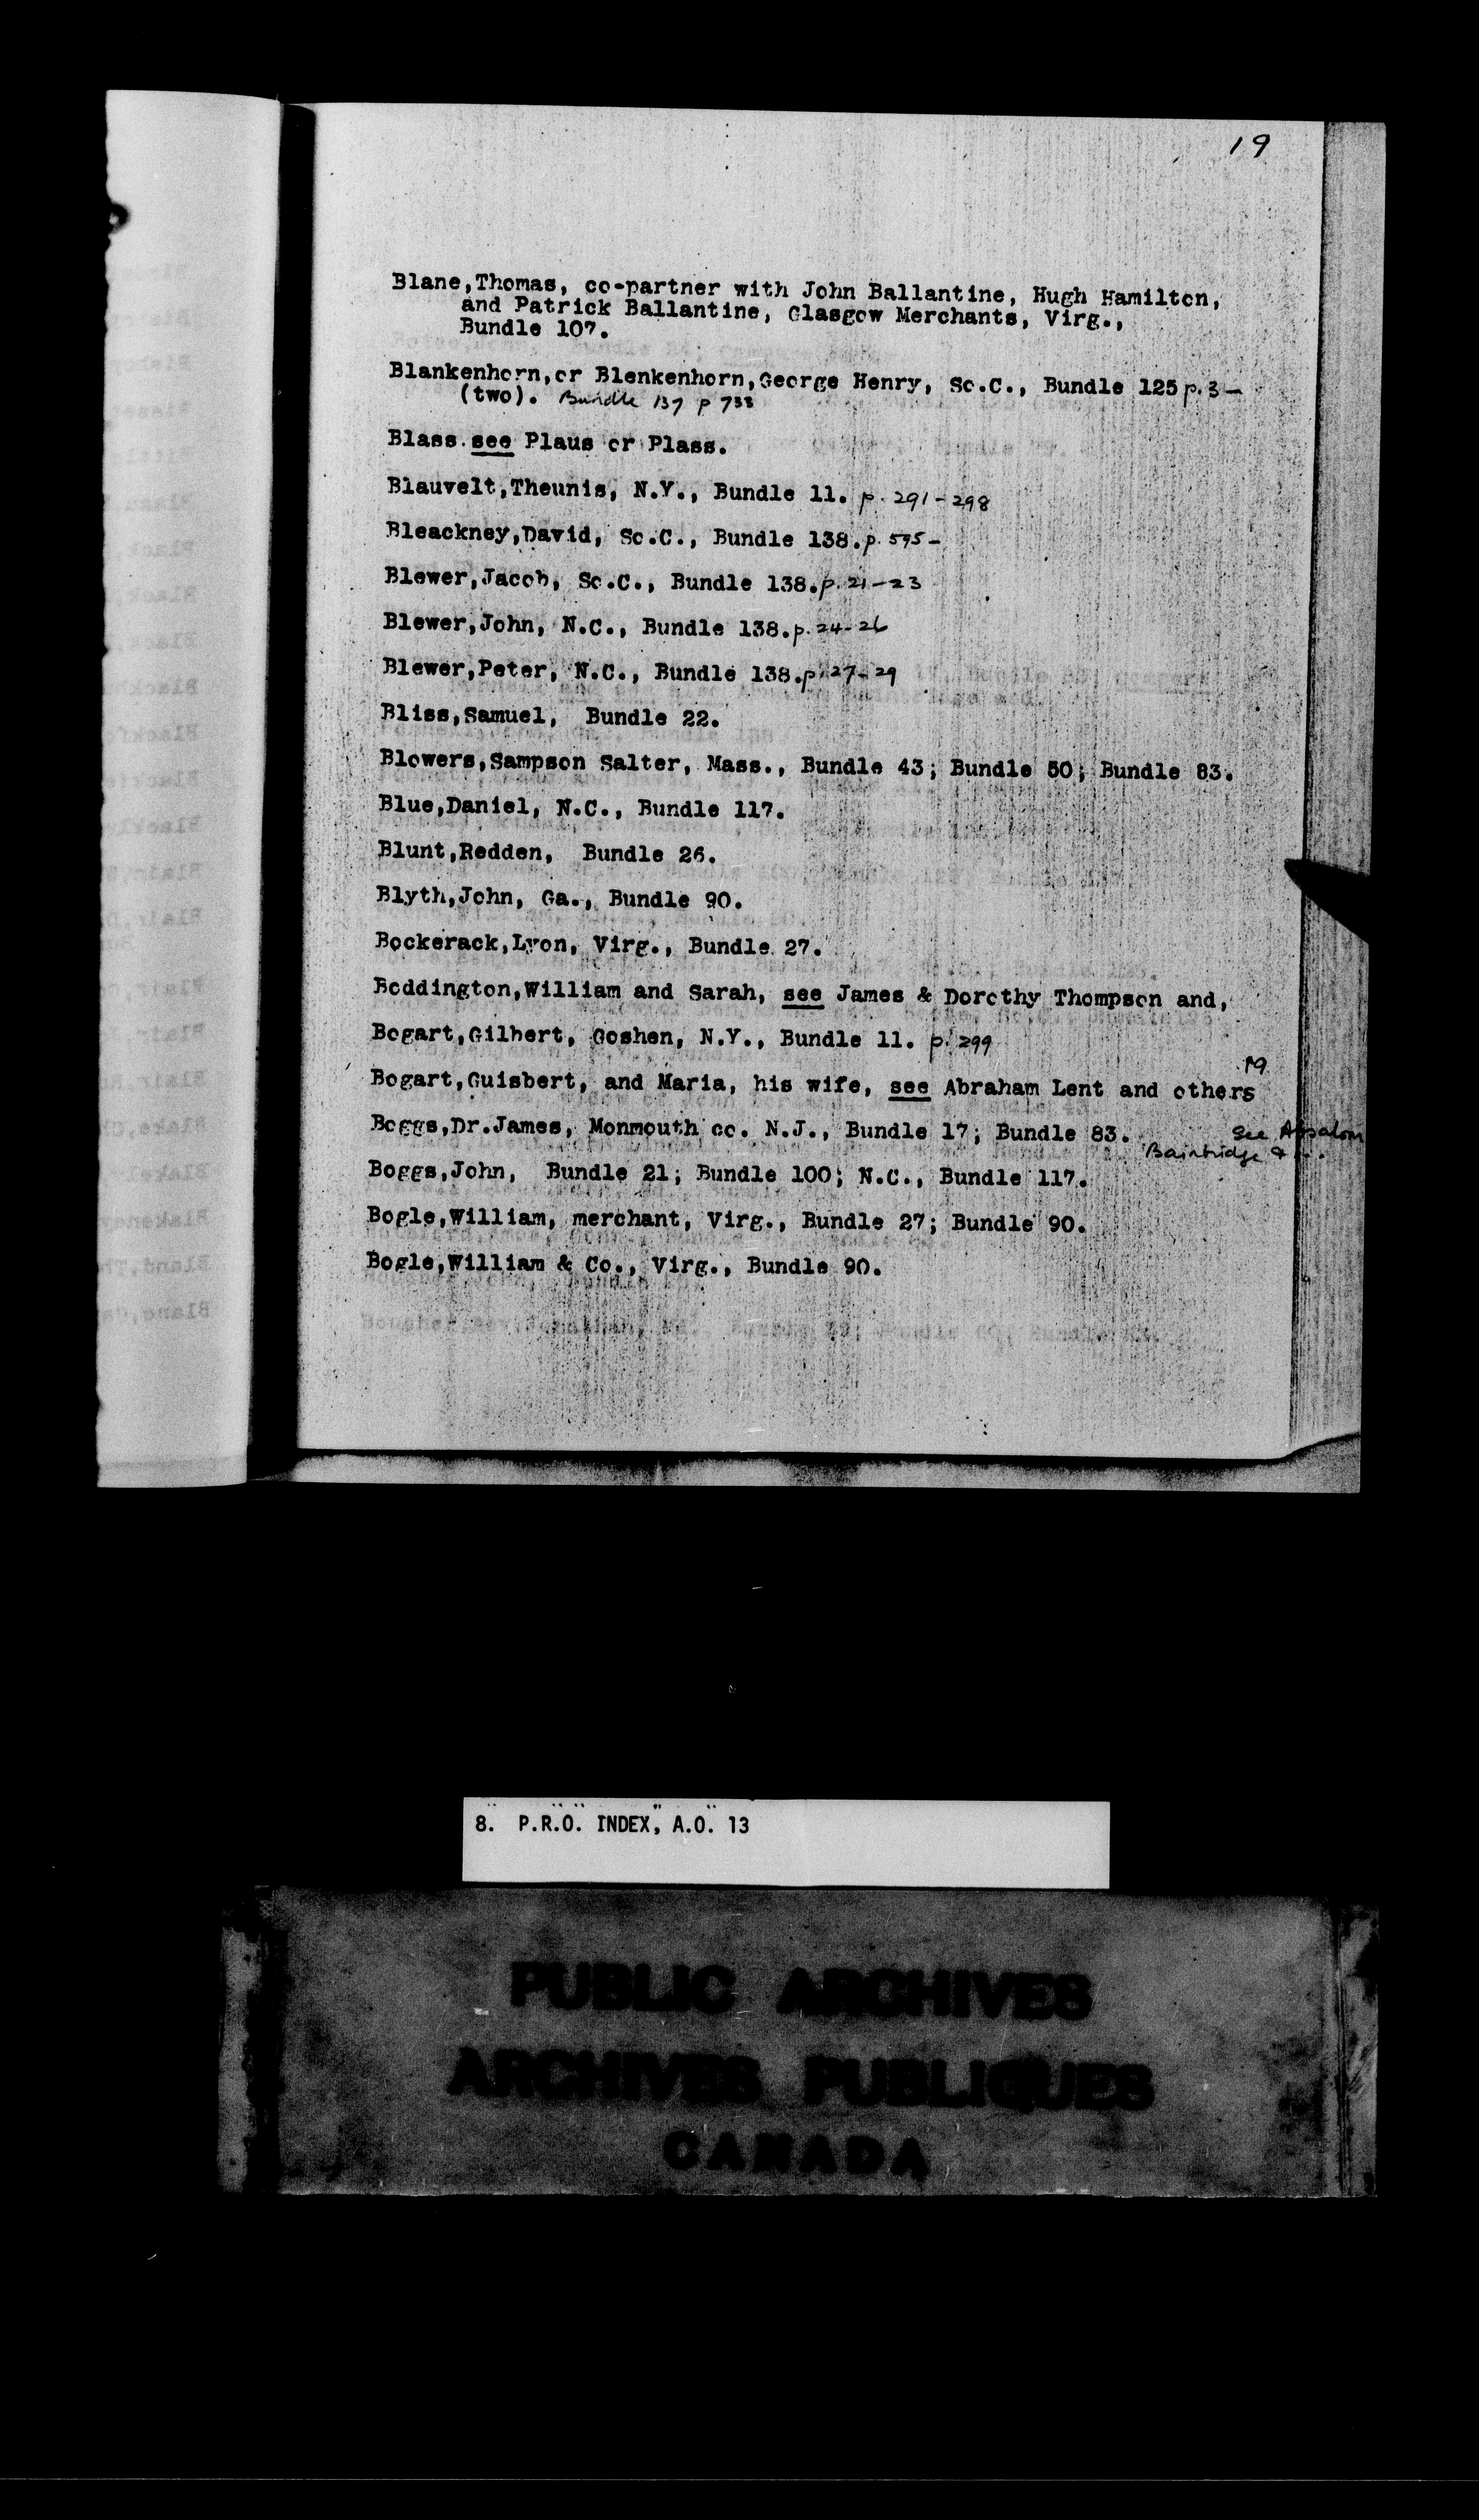 19
Blane,Thomas, co-partner with John Ballantine, Hugh Hamilton,
and Patrick Ballantine, Glasgow Merchants, Virg.,
Bundle 107.
Blankenhorn,or Blenkenhorn,George Henry, So.C., Bundle 125 p.3-
(two). Bundle 137 p 733
Blass see Plaus or Plass.
Blauvelt,Theunis, N.Y., Bundle 11. p. 291-298
Bleackney,David, So.C., Bundle 138.p.595-
Blewer,Jacob, So.C., Bundle 138.p.21-23
Blewer,John, N.C., Bundle 138.p.24-26
Blewer,Peter, N.C., Bundle 138.p.27-29
Bliss,Samuel, Bundle 22.
Blowers,Sampson Salter, Mass., Bundle 43; Bundle 50; Bundle 83.
Blue,Daniel, N.C., Bundle 117.
Blunt,Redden, Bundle 26.
Blyth,John, Ga., Bundle 90.
Bockerack,Lyon, Virg., Bundle 27.
Boddington,William and Sarah, see James & Dorothy Thompson and,
Bogart,Gilbert, Goshen, N.Y., Bundle 11. p. 299
19
Bogart,Guisbert, and Maria, his wife, see Abraham Lent and others
Boggs,Dr.James, Monmouth co. N.J., Bundle 17; Bundle 83. See Absalom
Bainbridge &
Boggs,John, Bundle 21; Bundle 100; N.C., Bundle 117.
Bogle,William, merchant, Virg., Bundle 27; Bundle 90.
Bogle,William & Co., Virg., Bundle 90.
8. P.R.O. INDEX, A.O. 13
PUBLIC ARCHIVES
ARCHIVES PUBLIQUES
CANADA